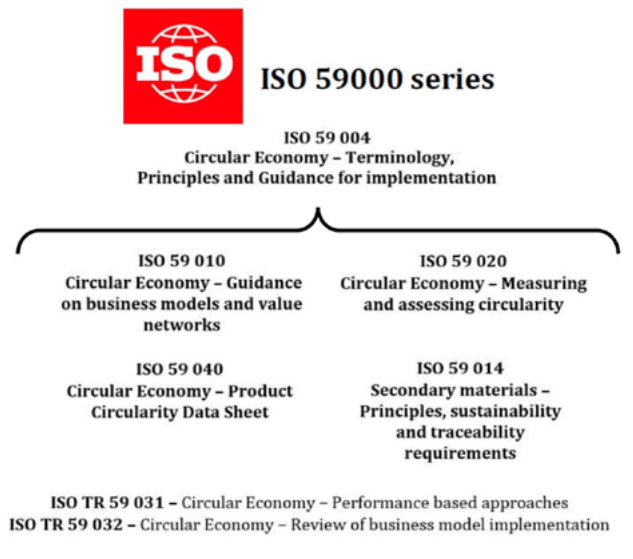 ISO
ISO 59000 series
ISO 59 004
Circular Economy – Terminology,
Principles and Guidance for implementation
ISO 59 010
Circular Economy – Guidance
on business models and value
networks
ISO 59 020
Circular Economy – Measuring
and assessing circularity
ISO 59 040
Circular Economy – Product
Circularity Data Sheet
ISO 59 014
Secondary materials –
Principles, sustainability
and traceability
requirements
ISO TR 59 031 – Circular Economy – Performance based approaches
ISO TR 59 032 – Circular Economy – Review of business model implementation